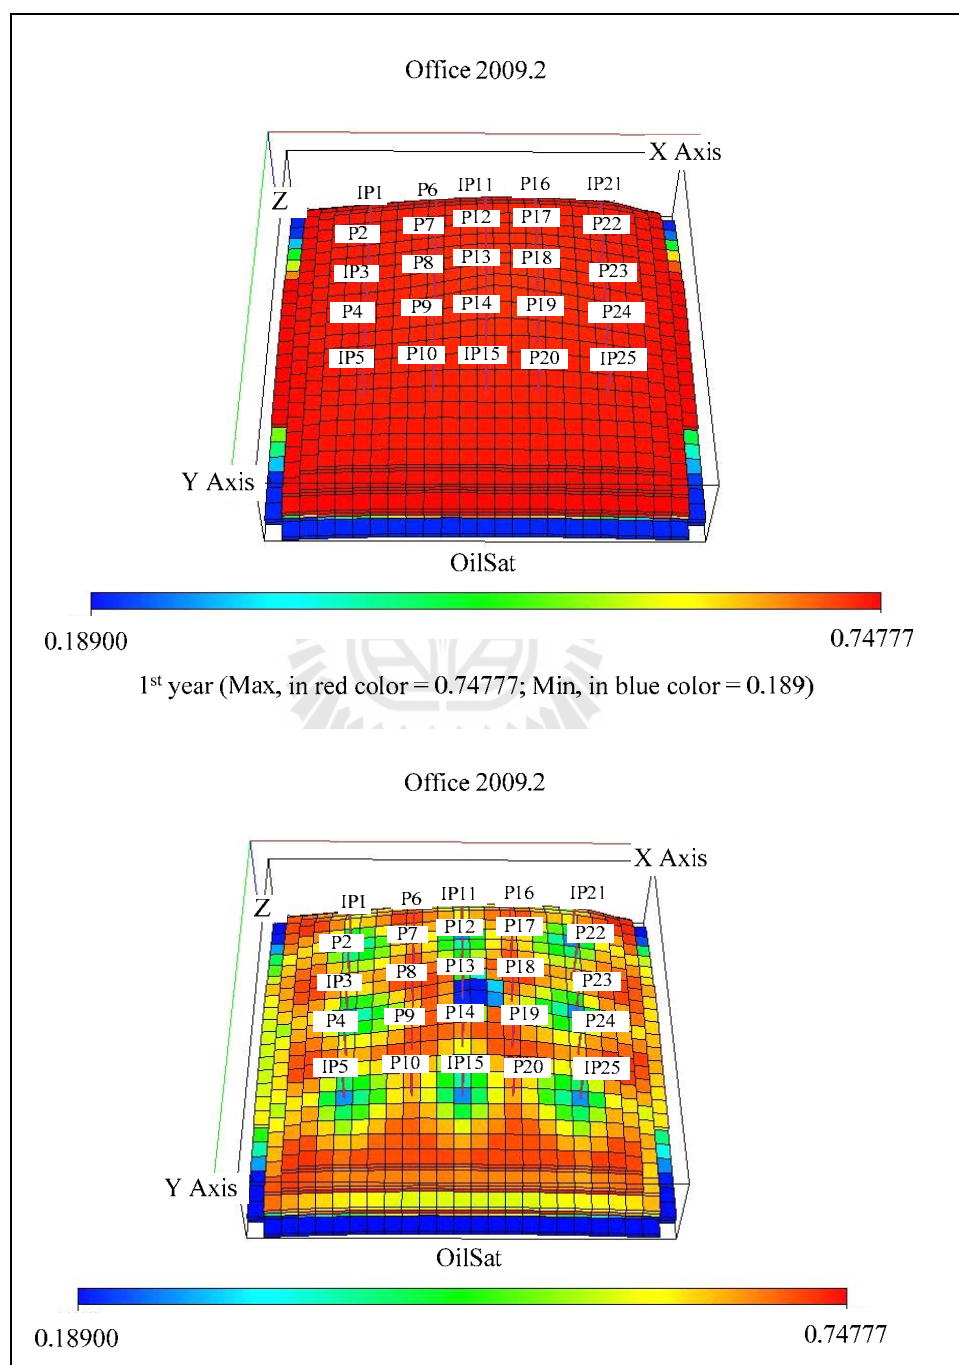 Office 2009.2
X Axis
Z
IP1 P6 IP11 P16 IP21
P2 P7 P12 P17 P22
IP3 P8 P13 P18 P23
P4 P9 P14 P19 P24
IP5 P10 IP15 P20 IP25
Y Axis
OilSat
0.18900 0.74777
1st year (Max, in red color = 0.74777; Min, in blue color = 0.189)
Office 2009.2
X Axis
Z
IP1 P6 IP11 P16 IP21
P2 P7 P12 P17 P22
IP3 P8 P13 P18 P23
P4 P9 P14 P19 P24
IP5 P10 IP15 P20 IP25
Y Axis
OilSat
0.18900 0.74777